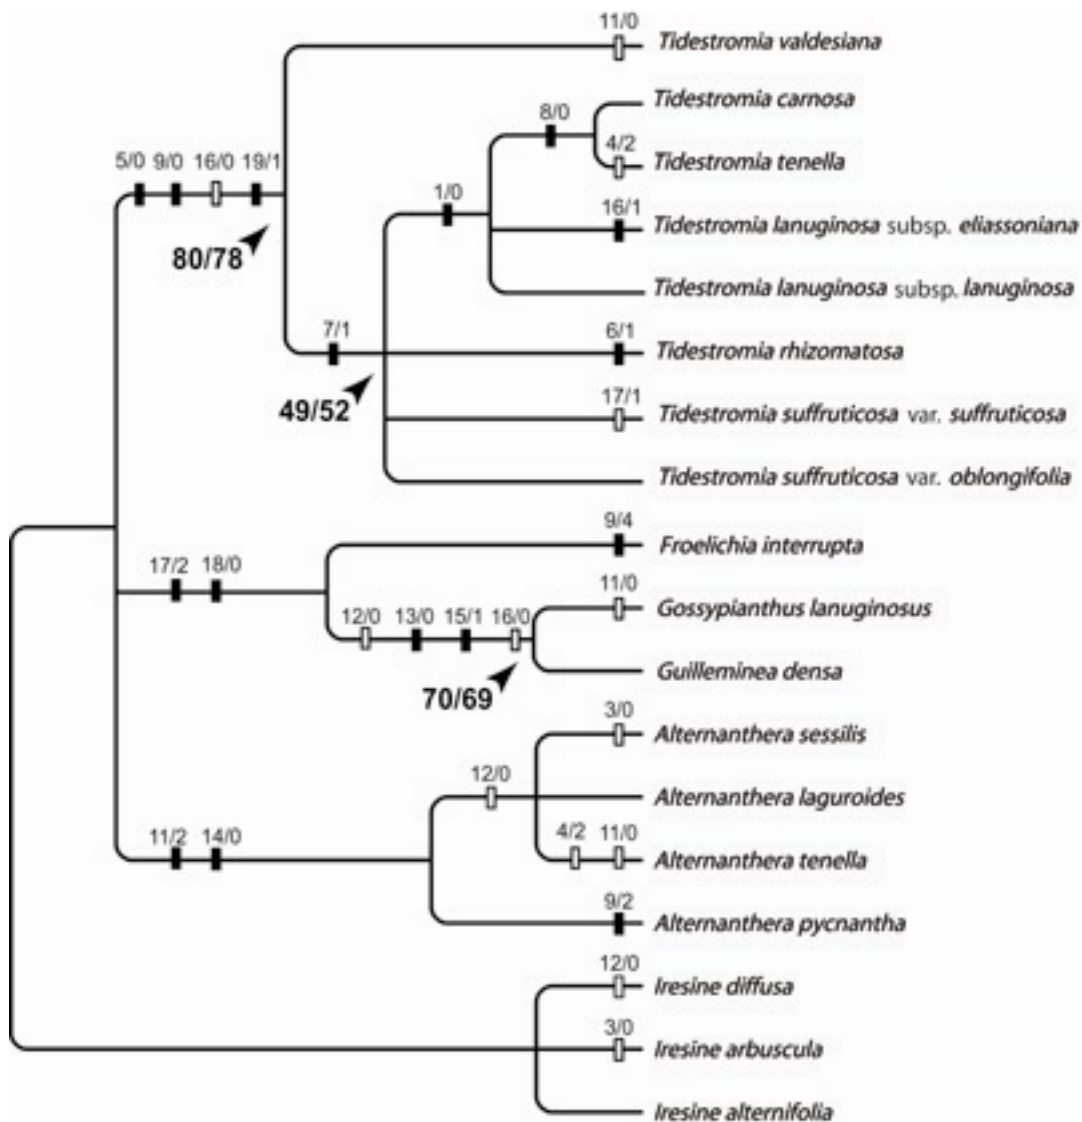 11/0
Tidestromia valdesiana
8/0
Tidestromia carnosa
5/0 9/0 16/0 19/1
4/2
Tidestromia tenella
1/0
16/1
Tidestromia lanuginosa subsp. eliassoniana
80/78
Tidestromia lanuginosa subsp. lanuginosa
7/1
6/1
Tidestromia rhizomatosa
49/52
17/1
Tidestromia suffruticosa var. suffruticosa
Tidestromia suffruticosa var. oblongifolia
9/4
Froelichia interrupta
17/2 18/0
12/0 13/0 15/1 16/0
11/0
Gossypianthus lanuginosus
70/69
Guilleminea densa
3/0
Alternanthera sessilis
12/0
Alternanthera laguroides
11/2 14/0
4/2 11/0
Alternanthera tenella
9/2
Alternanthera pycnantha
12/0
Iresine diffusa
3/0
Iresine arbuscula
Iresine alternifolia